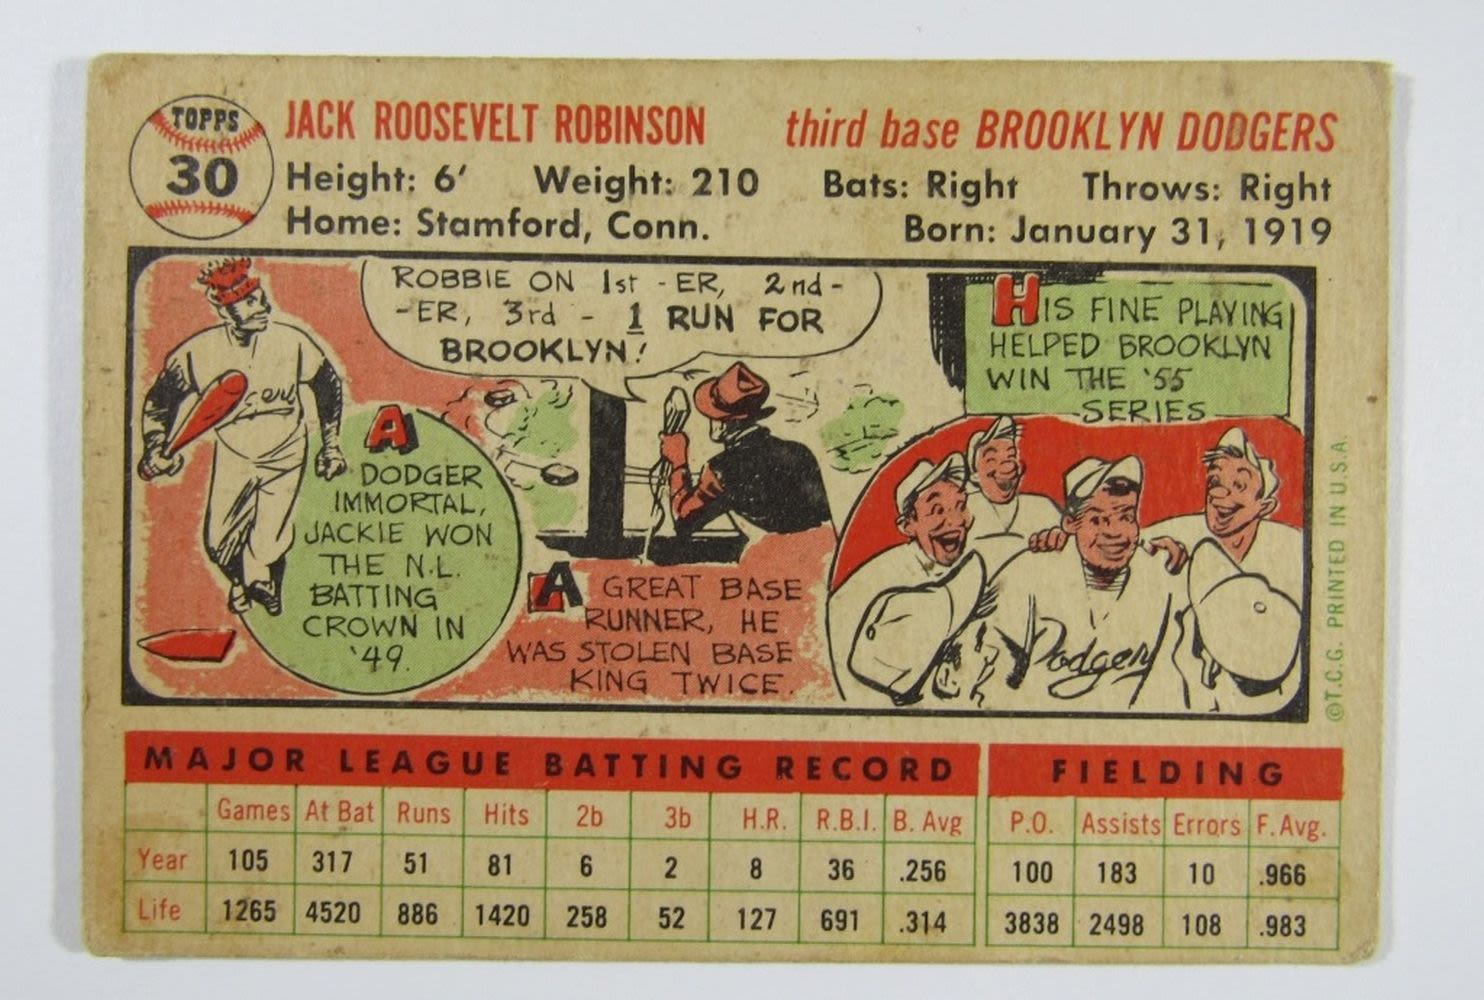 TOPPS
30
JACK ROOSEVELT ROBINSON third base BROOKLYN DODGERS
Height: 6' Weight: 210 Bats: Right Throws: Right
Home: Stamford, Conn. Born: January 31, 1919
A
DODGER
IMMORTAL,
JACKIE WON
THE N.L.
BATTING
CROWN IN
'49.
ROBBIE ON 1st - ER, 2nd -
-ER, 3rd - 1 RUN FOR
BROOKLYN!
A GREAT BASE
RUNNER, HE
WAS STOLEN BASE
KING TWICE.
HIS FINE PLAYING
HELPED BROOKLYN
WIN THE '55
SERIES
Dodgers
©T.C.G. PRINTED IN U.S.A.
MAJOR LEAGUE BATTING RECORD FIELDING
Games At Bat Runs Hits 2b 3b H.R. R.B.I. B. Avg P.O. Assists Errors F. Avg.
Year 105 317 51 81 6 2 8 36 .256 100 183 10 .966
Life 1265 4520 886 1420 258 52 127 691 .314 3838 2498 108 .983